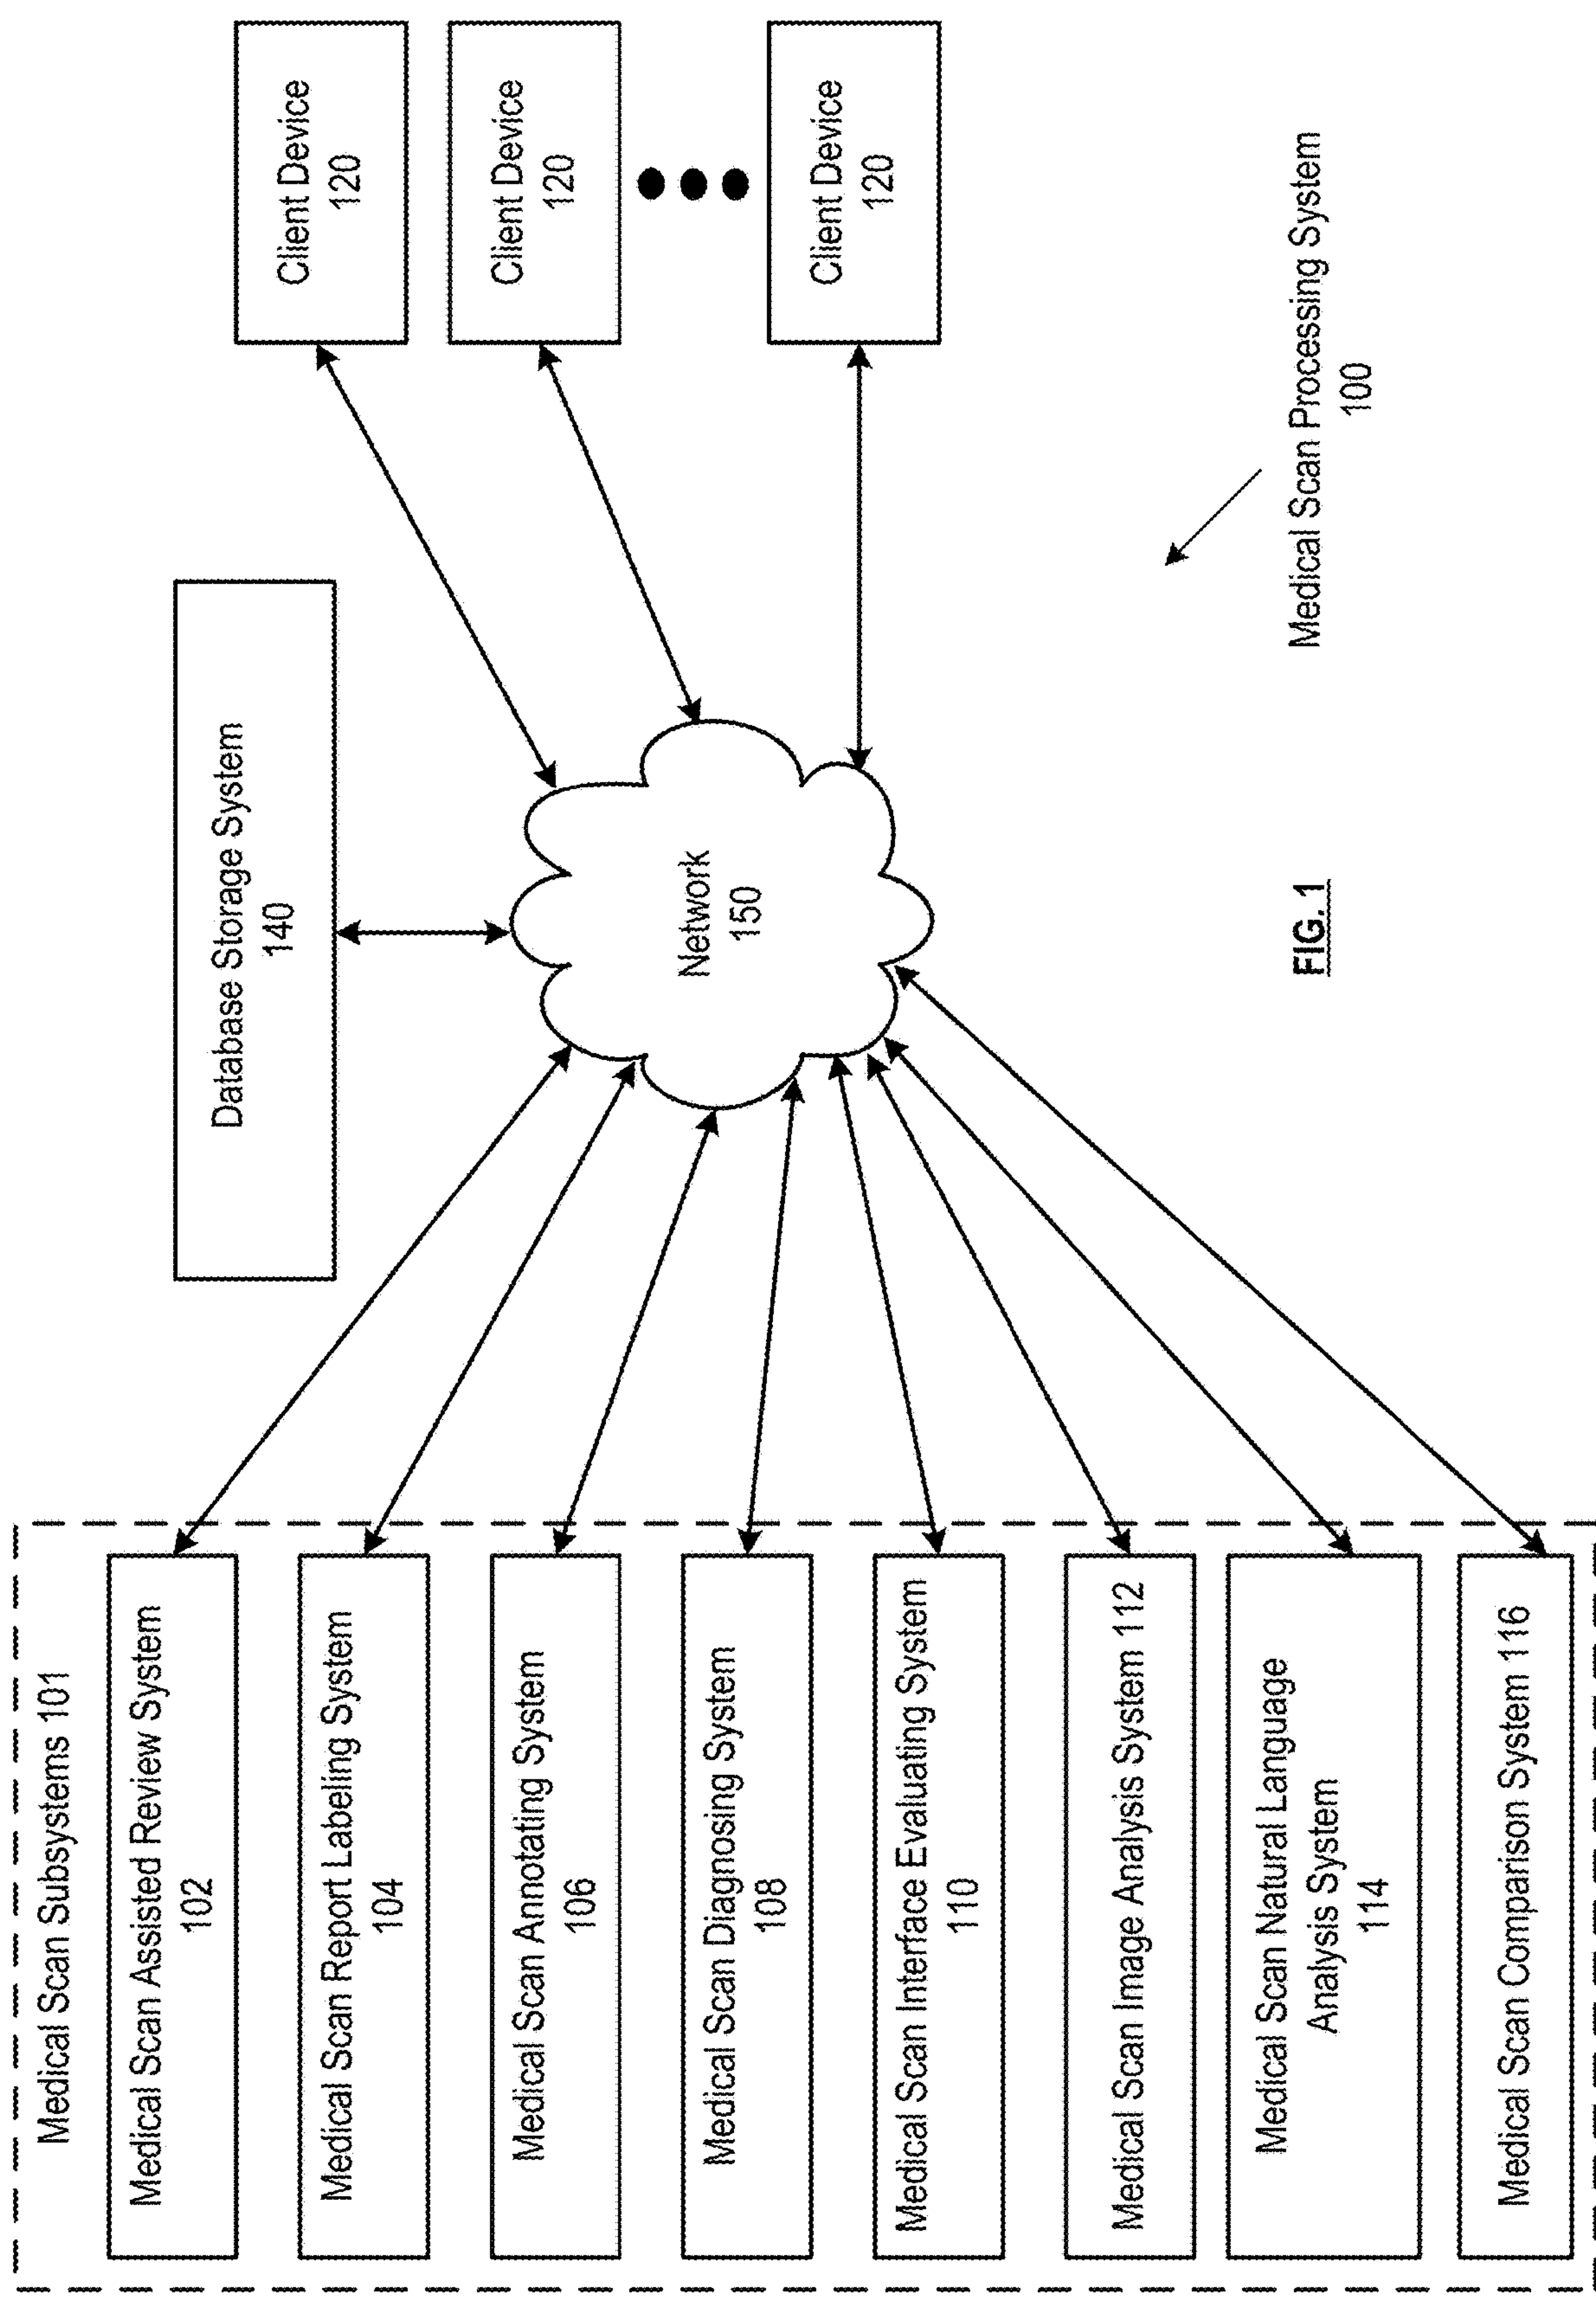 Medical Scan Subsystems 101
Medical Scan Assisted Review System
102
Medical Scan Report Labeling System
104
Medical Scan Annotating System
106
Medical Scan Diagnosing System
108
Medical Scan Interface Evaluating System
110
Medical Scan Image Analysis System 112
Medical Scan Natural Language
Analysis System
114
Medical Scan Comparison System 116
Database Storage System
140
Network
150
Client Device
120
Client Device
120
Client Device
120
Medical Scan Processing System
100
FIG. 1